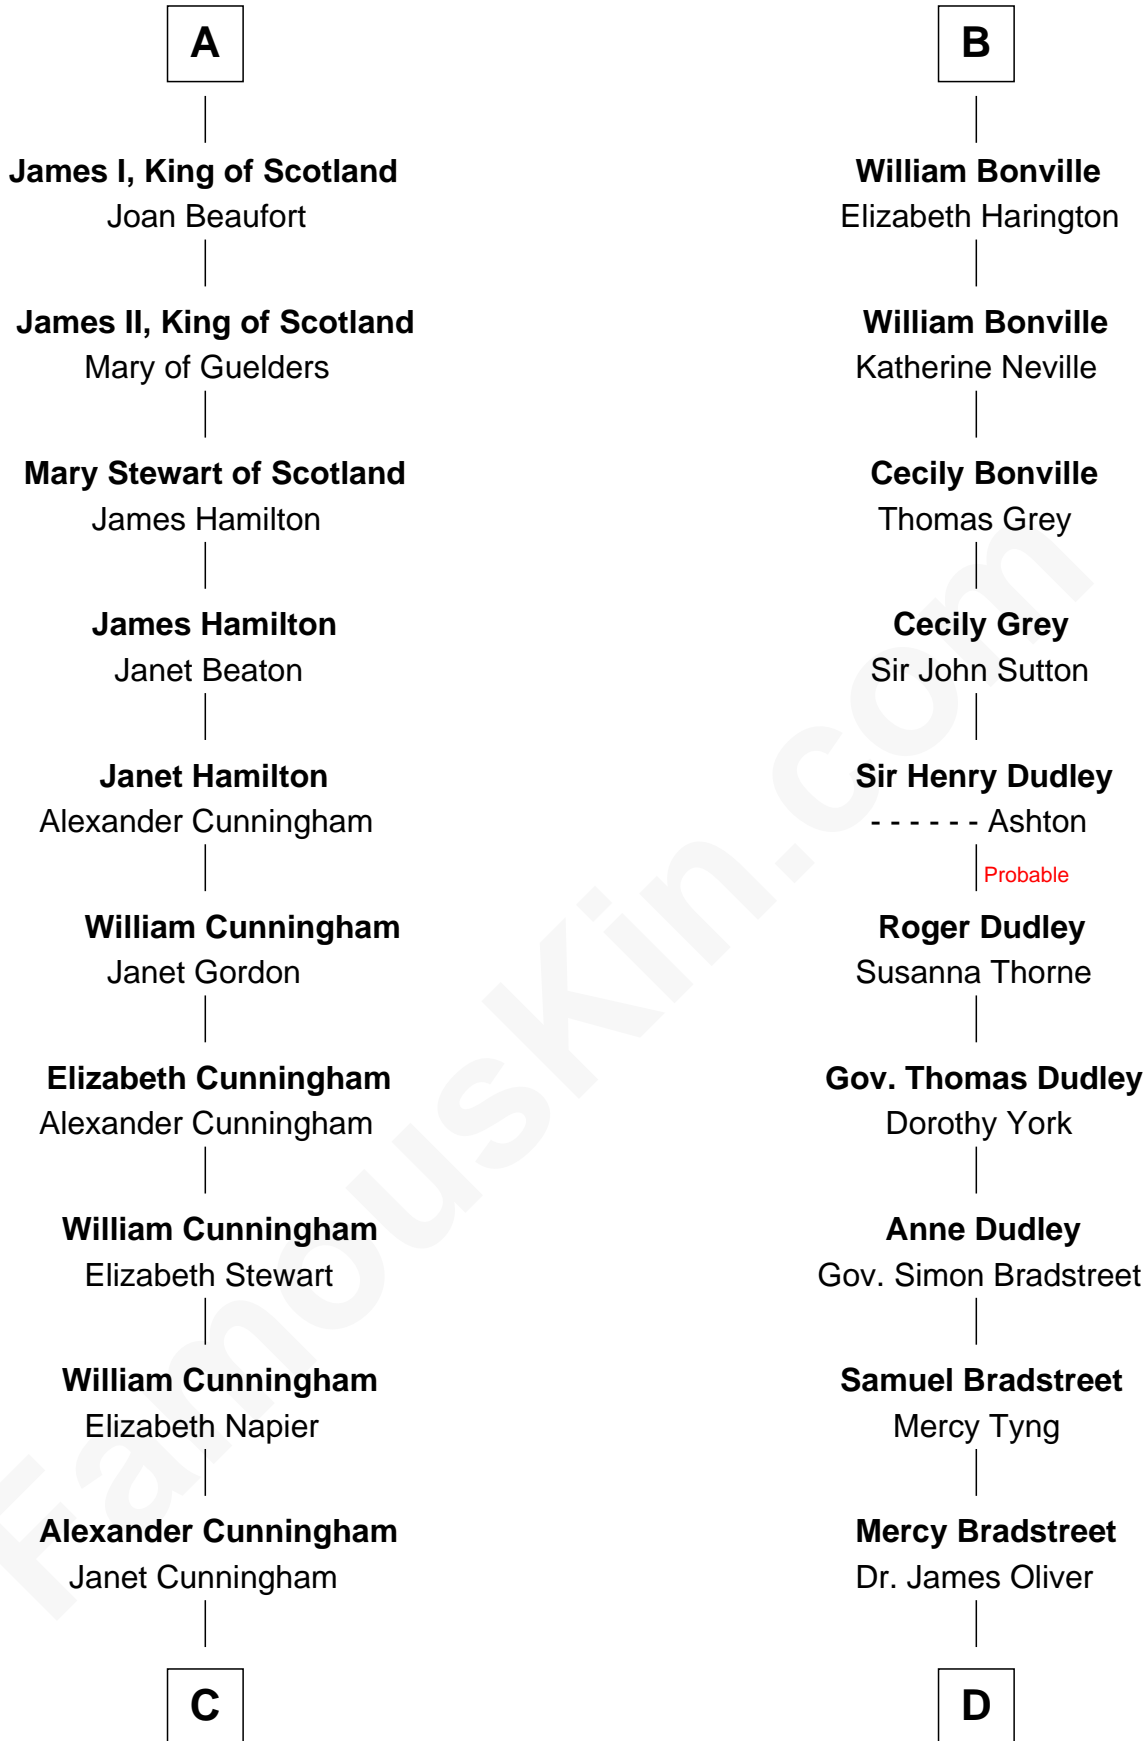 A
James I, King of Scotland
Joan Beaufort
James II, King of Scotland
Mary of Guelders
Mary Stewart of Scotland
James Hamilton
James Hamilton
Janet Beaton
Janet Hamilton
Alexander Cunningham
William Cunningham
Janet Gordon
Elizabeth Cunningham
Alexander Cunningham
William Cunningham
Elizabeth Stewart
William Cunningham
Elizabeth Napier
Alexander Cunningham
Janet Cunningham
C
B
William Bonville
Elizabeth Harington
William Bonville
Katherine Neville
Cecily Bonville
Thomas Grey
Cecily Grey
Sir John Sutton
Sir Henry Dudley
- - - - - - Ashton
Probable
Roger Dudley
Susanna Thorne
Gov. Thomas Dudley
Dorothy York
Anne Dudley
Gov. Simon Bradstreet
Samuel Bradstreet
Mercy Tyng
Mercy Bradstreet
Dr. James Oliver
D
FamousKin.com